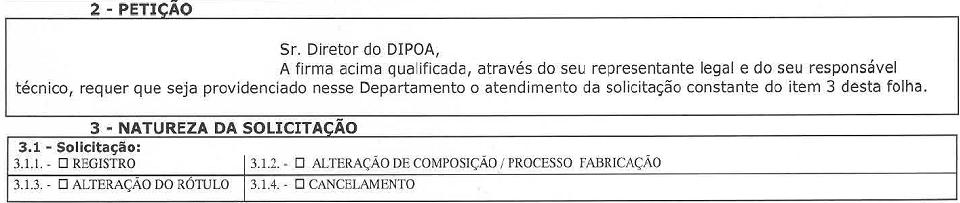 2 - PETIÇÃO
Sr. Diretor do DIPOA,
A firma acima qualificada, através do seu representante legal e do seu responsável
técnico, requer que seja providenciado nesse Departamento o atendimento da solicitação constante do item 3 desta folha.
3 - NATUREZA DA SOLICITAÇÃO
3.1 - Solicitação:
3.1.1. - ☐ REGISTRO 3.1.2. - ☐ ALTERAÇÃO DE COMPOSIÇÃO / PROCESSO FABRICAÇÃO
3.1.3. - ☐ ALTERAÇÃO DO RÓTULO 3.1.4. - ☐ CANCELAMENTO